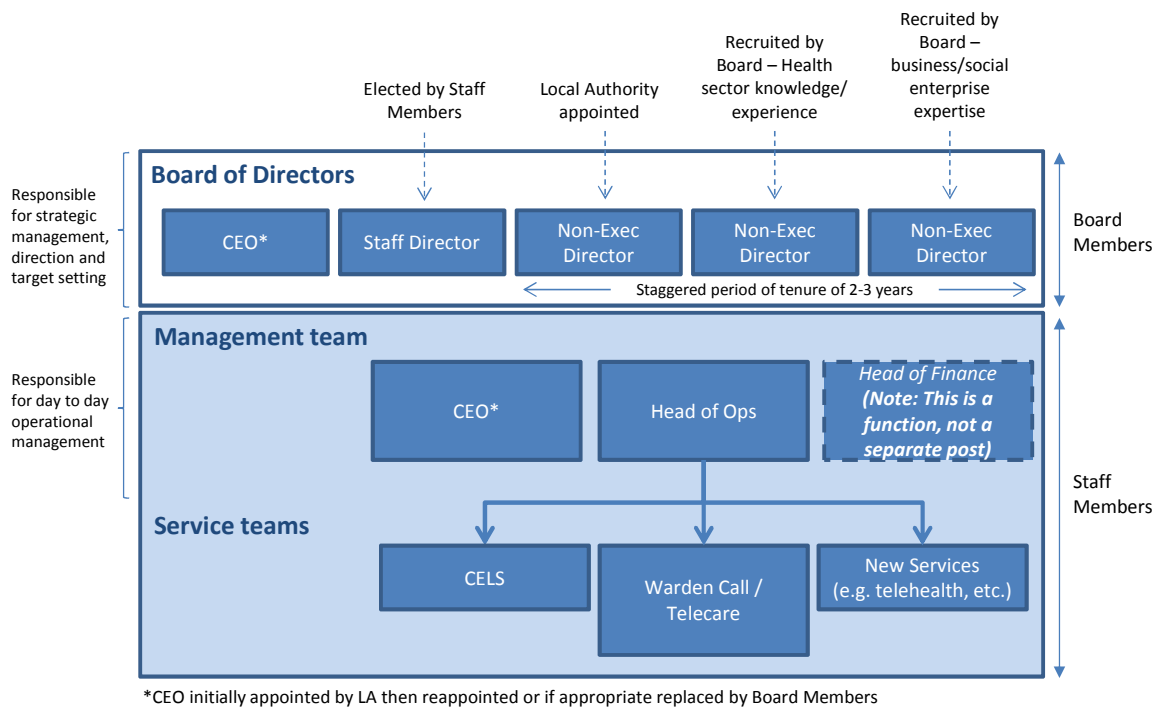 Elected by Staff
Members
Local Authority
appointed
Recruited by
Board – Health
sector knowledge/
experience
Recruited by
Board –
business/social
enterprise
expertise
Responsible
for strategic
management,
direction and
target setting
Board of Directors
CEO*
Staff Director
Non-Exec
Director
Non-Exec
Director
Non-Exec
Director
Staggered period of tenure of 2-3 years
Board
Members
Responsible
for day to day
operational
management
Management team
CEO*
Head of Ops
Head of Finance
(Note: This is a
function, not a
separate post)
Staff
Members
Service teams
CELS
Warden Call /
Telecare
New Services
(e.g. telehealth, etc.)
*CEO initially appointed by LA then reappointed or if appropriate replaced by Board Members